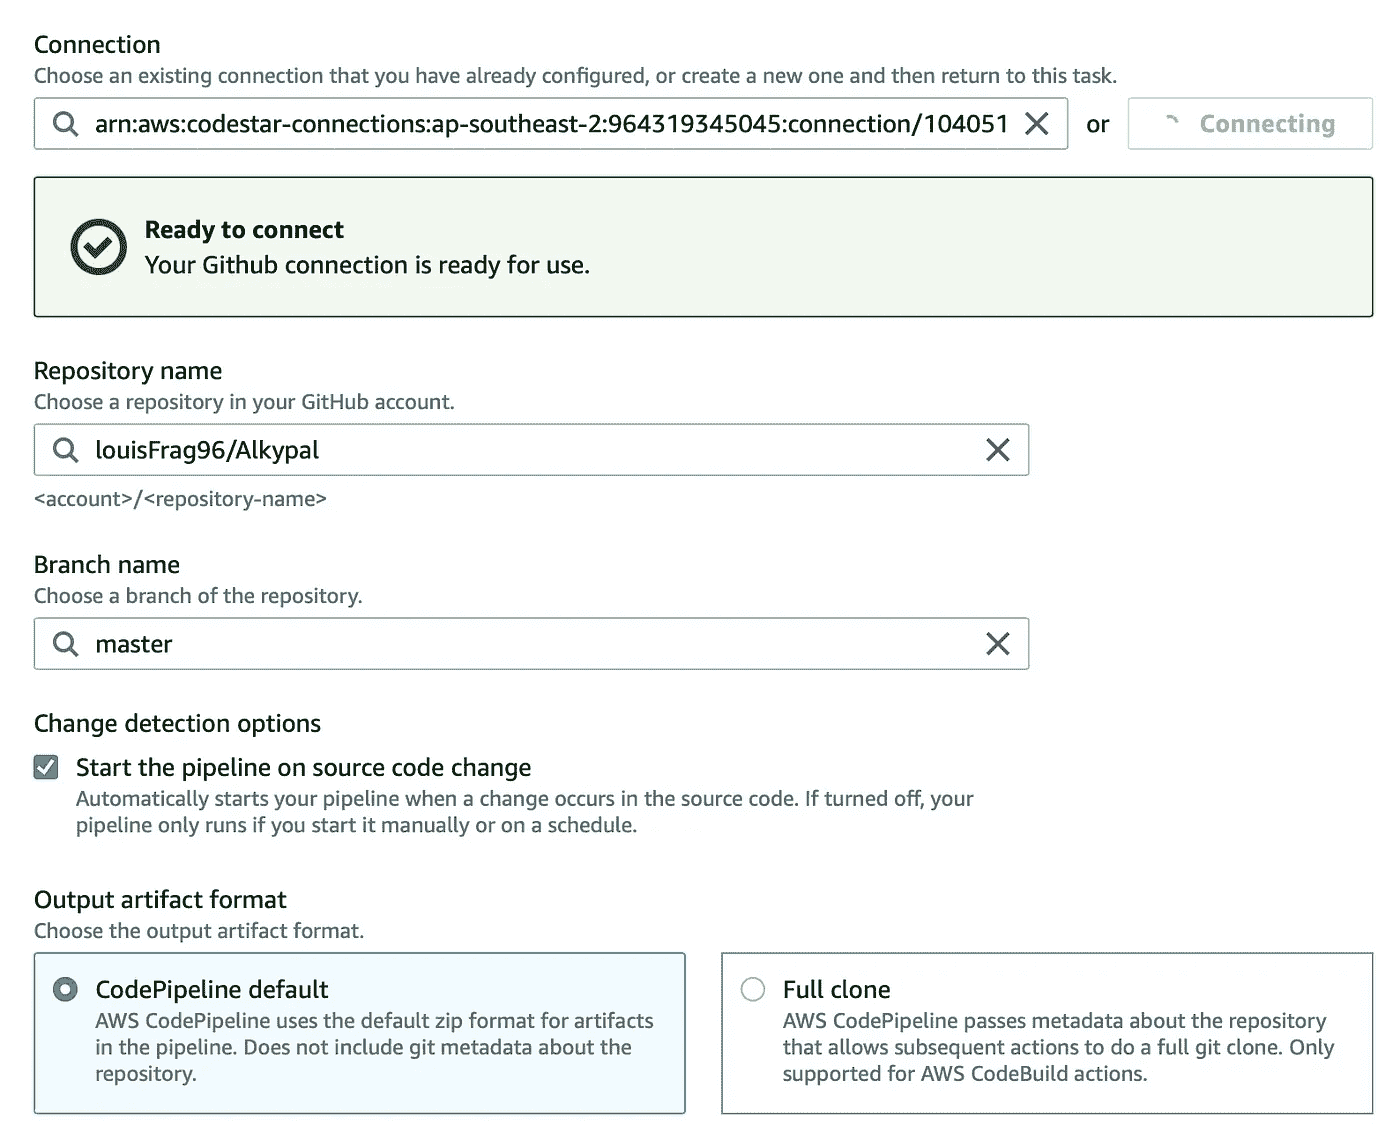 Connection
Choose an existing connection that you have already configured, or create a new one and then return to this task.
arn:aws:codestar-connections:ap-southeast-2:964319345045:connection/104051 or Connecting
Ready to connect
Your Github connection is ready for use.
Repository name
Choose a repository in your GitHub account.
louisFrag96/Alkypal
<account>/<repository-name>
Branch name
Choose a branch of the repository.
master
Change detection options
Start the pipeline on source code change
Automatically starts your pipeline when a change occurs in the source code. If turned off, your
pipeline only runs if you start it manually or on a schedule.
Output artifact format
Choose the output artifact format.
CodePipeline default
AWS CodePipeline uses the default zip format for artifacts
in the pipeline. Does not include git metadata about the
repository.
Full clone
AWS CodePipeline passes metadata about the repository
that allows subsequent actions to do a full git clone. Only
supported for AWS CodeBuild actions.